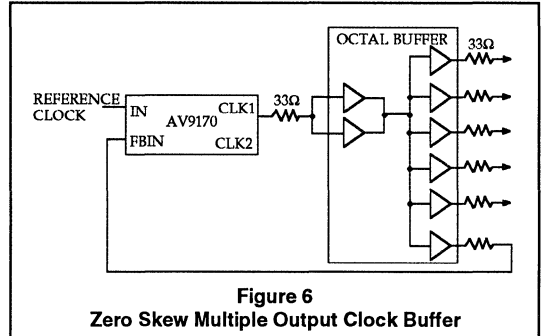 OCTAL BUFFER
33Ω
REFERENCE
CLOCK
IN
CLK1
33Ω
AV9170
FBIN
CLK2
Figure 6
Zero Skew Multiple Output Clock Buffer